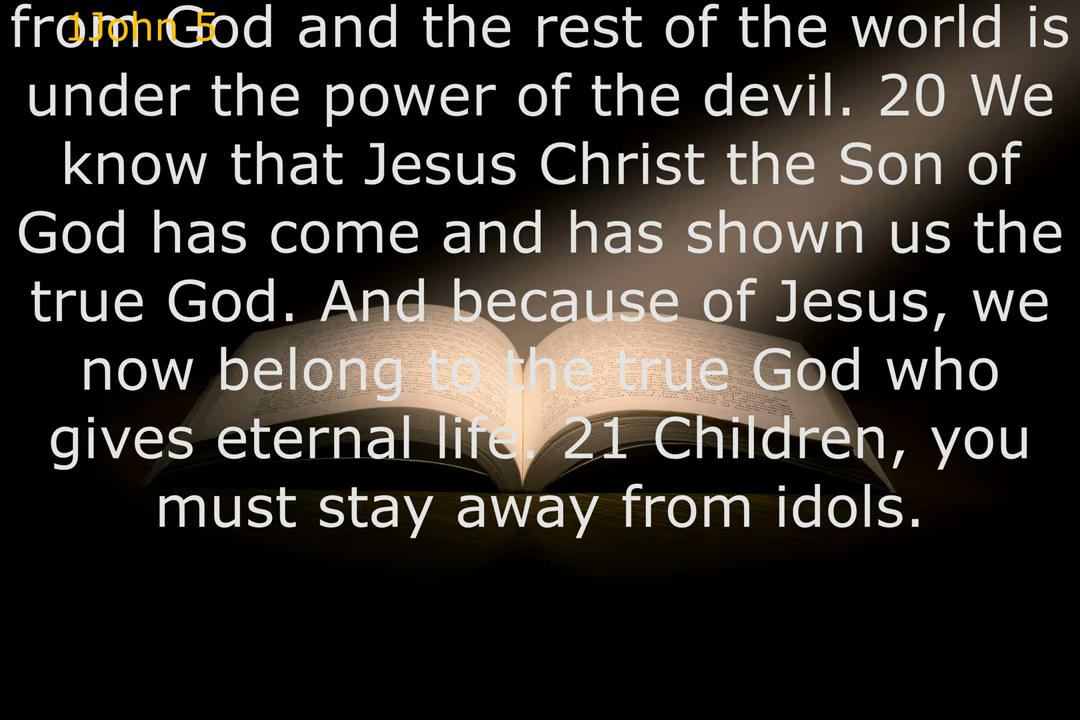 1John 5
from God and the rest of the world is
under the power of the devil. 20 We
know that Jesus Christ the Son of
God has come and has shown us the
true God. And because of Jesus, we
now belong to the true God who
gives eternal life. 21 Children, you
must stay away from idols.